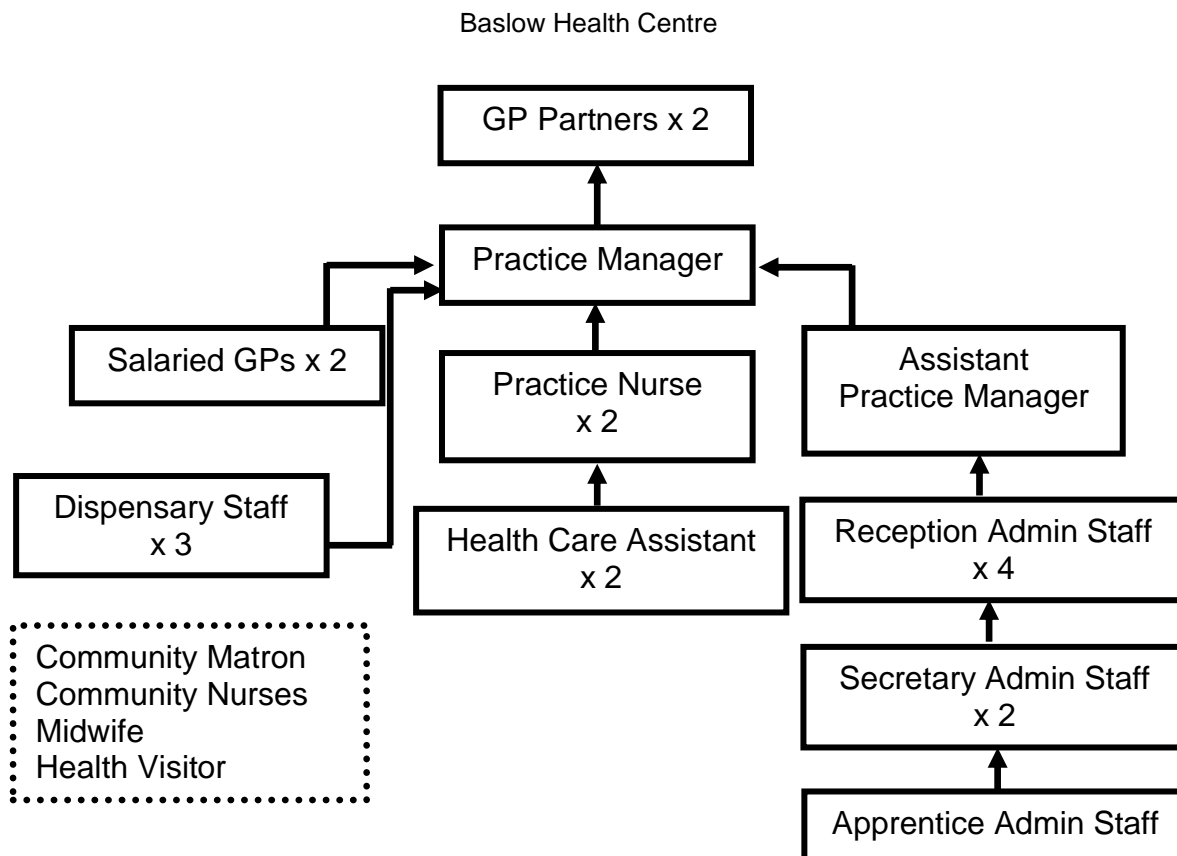 Baslow Health Centre
GP Partners x 2
Practice Manager
Salaried GPs x 2
Practice Nurse
x 2
Assistant
Practice Manager
Dispensary Staff
x 3
Health Care Assistant
x 2
Reception Admin Staff
x 4
Community Matron
Community Nurses
Midwife
Health Visitor
Secretary Admin Staff
x 2
Apprentice Admin Staff